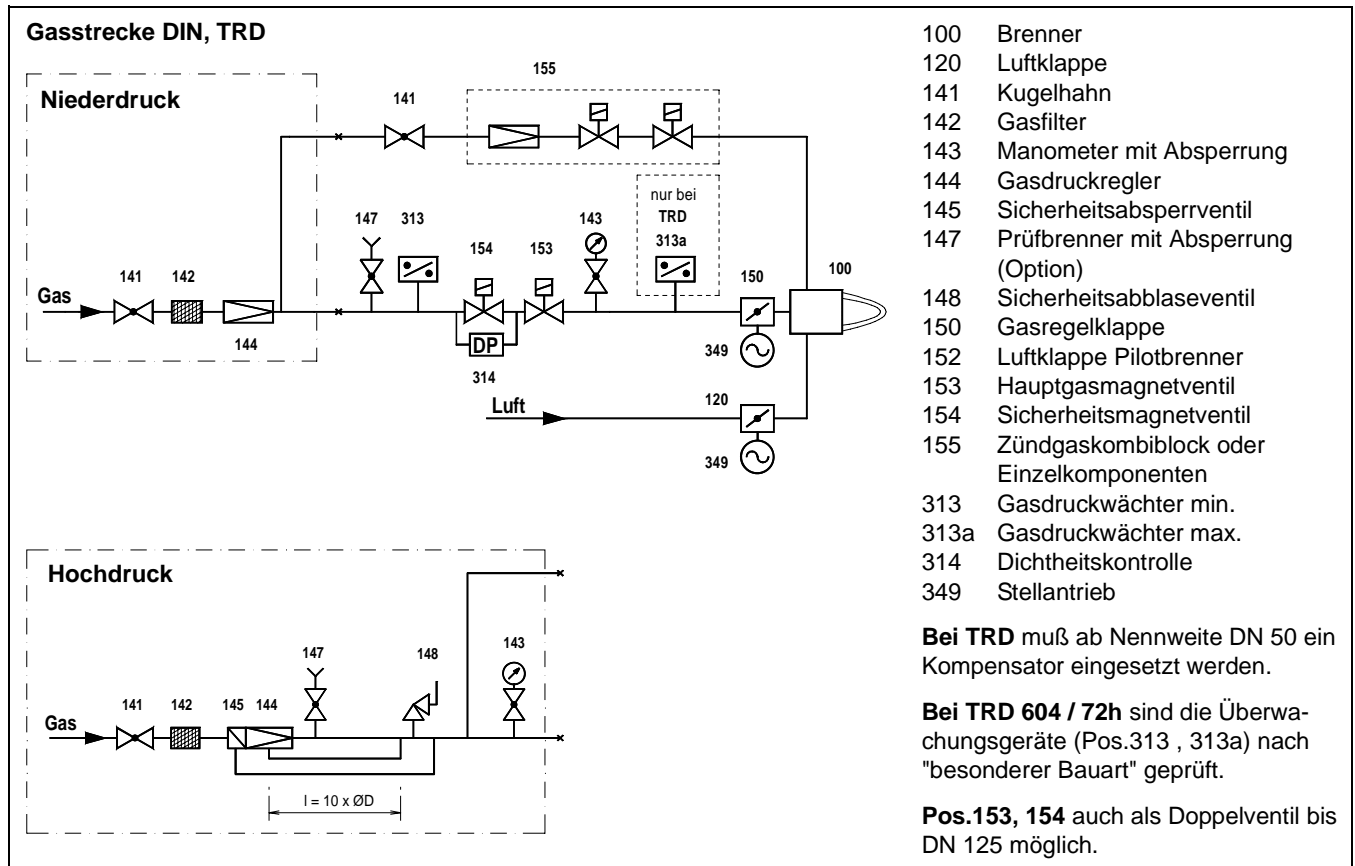 Gasstrecke DIN, TRD
Niederdruck
155
141
nur bei
TRD
147
313
154
153
143
313a
150
100
141
142
Gas
144
DP
349
314
Luft
120
349
Hochdruck
147
148
143
141
142
145
144
Gas
l = 10 x ØD
100 Brenner
120 Luftklappe
141 Kugelhahn
142 Gasfilter
143 Manometer mit Absperrung
144 Gasdruckregler
145 Sicherheitsabsperrventil
147 Prüfbrenner mit Absperrung
(Option)
148 Sicherheitsabblaseventil
150 Gasregelklappe
152 Luftklappe Pilotbrenner
153 Hauptgasmagnetventil
154 Sicherheitsmagnetventil
155 Zündgaskombiblock oder
Einzelkomponenten
313 Gasdruckwächter min.
313a Gasdruckwächter max.
314 Dichtheitskontrolle
349 Stellantrieb
Bei TRD muß ab Nennweite DN 50 ein
Kompensator eingesetzt werden.
Bei TRD 604 / 72h sind die Überwa-
chungsgeräte (Pos.313 , 313a) nach
"besonderer Bauart" geprüft.
Pos.153, 154 auch als Doppelventil bis
DN 125 möglich.